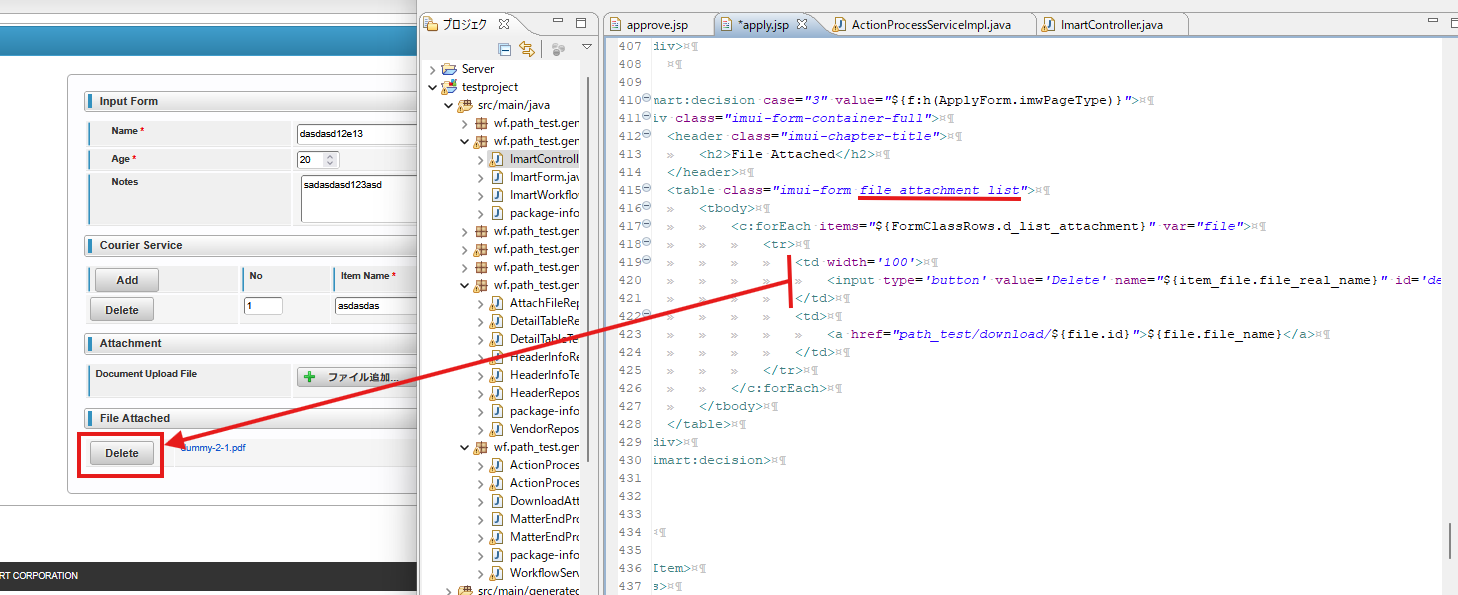 Input Form
Name *
dasdasd12e13
Age *
20
Notes
sadasdasd123asd
Courier Service
Add
No
Item Name *
Delete
1
asdasdas
Attachment
Document Upload File
ファイル追加...
File Attached
Delete
dummy-2-1.pdf
RT CORPORATION
プロジェク
Server
testproject
src/main/java
wf.path_test.gen
wf.path_test.gen
ImartControll
ImartForm.jav
ImartWorkflo
package-info
wf.path_test.gen
wf.path_test.gen
wf.path_test.gen
wf.path_test.gen
AttachFileRep
DetailTableRe
DetailTableTe
HeaderInfoRe
HeaderInfoTe
HeaderRepos
package-info
VendorRepos
wf.path_test.gen
ActionProces
ActionProces
DownloadAtt
MatterEndPro
MatterEndPro
package-info
WorkflowServ
src/main/generated
approve.jsp
*apply.jsp
ActionProcessServiceImpl.java
ImartController.java
407 div>¤¶
408 ¤¶
409
410 mart:decision case="3" value="${f:h(ApplyForm.imwPageType)}">¤¶
411 iv class="imui-form-container-full">¤¶
412 <header class="imui-chapter-title">¤¶
413 » <h2>File Attached</h2>¤¶
414 </header>¤¶
415 <table class="imui-form file_attachment_list">¤¶
416 » <tbody>¤¶
417 » » <c:forEach items="${FormClassRows.d_list_attachment}" var="file">¤¶
418 » » » <tr>¤¶
419 » » » » <td width='100'>¤¶
420 » » » » » <input type='button' value='Delete' name="${item_file.file_real_name}" id='de
421 » » » » </td>¤¶
422 » » » » <td>¤¶
423 » » » » » <a href="path_test/download/${file.id}">${file.file_name}</a>¤¶
424 » » » » </td>¤¶
425 » » » </tr>¤¶
426 » » </c:forEach>¤¶
427 » </tbody>¤¶
428 </table>¤¶
429 div>¤¶
430 imart:decision>¤¶
431
432
433
434 ¤¶
435
436 Item>¤¶
437 s>¤¶